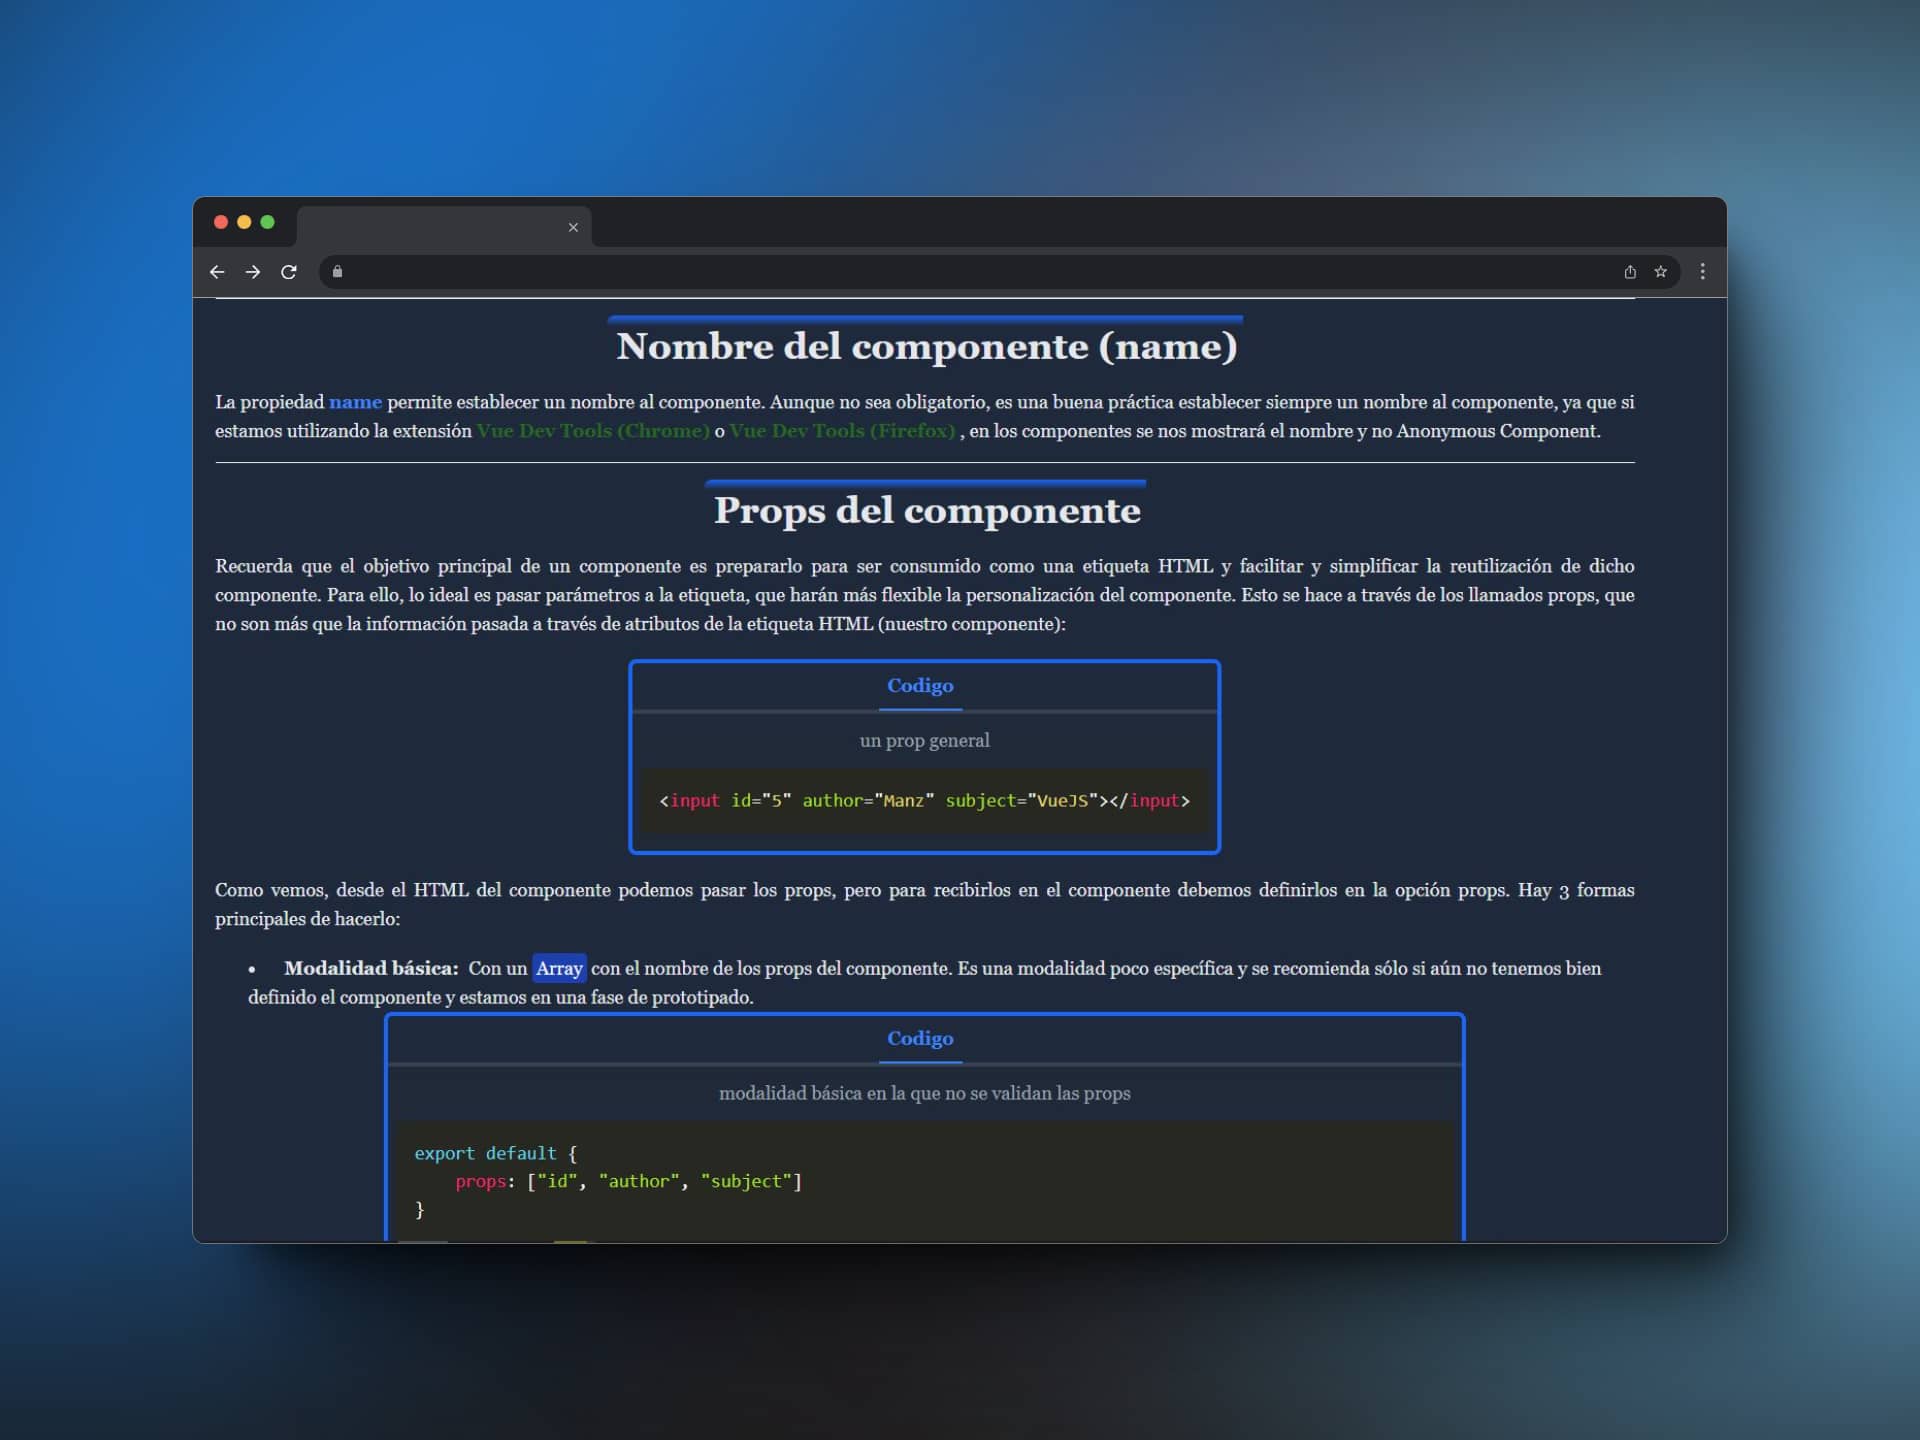 Nombre del componente (name)
La propiedad name permite establecer un nombre al componente. Aunque no sea obligatorio, es una buena práctica establecer siempre un nombre al componente, ya que si
estamos utilizando la extensión Vue Dev Tools (Chrome) o Vue Dev Tools (Firefox) , en los componentes se nos mostrará el nombre y no Anonymous Component.
Props del componente
Recuerda que el objetivo principal de un componente es prepararlo para ser consumido como una etiqueta HTML y facilitar y simplificar la reutilización de dicho
componente. Para ello, lo ideal es pasar parámetros a la etiqueta, que harán más flexible la personalización del componente. Esto se hace a través de los llamados props, que
no son más que la información pasada a través de atributos de la etiqueta HTML (nuestro componente):
Codigo
un prop general
<input id="5" author="Manz" subject="VueJS"></input>
Como vemos, desde el HTML del componente podemos pasar los props, pero para recibirlos en el componente debemos definirlos en la opción props. Hay 3 formas
principales de hacerlo:
• Modalidad básica: Con un Array con el nombre de los props del componente. Es una modalidad poco específica y se recomienda sólo si aún no tenemos bien
definido el componente y estamos en una fase de prototipado.
Codigo
modalidad básica en la que no se validan las props
export default {
    props: ["id", "author", "subject"]
}